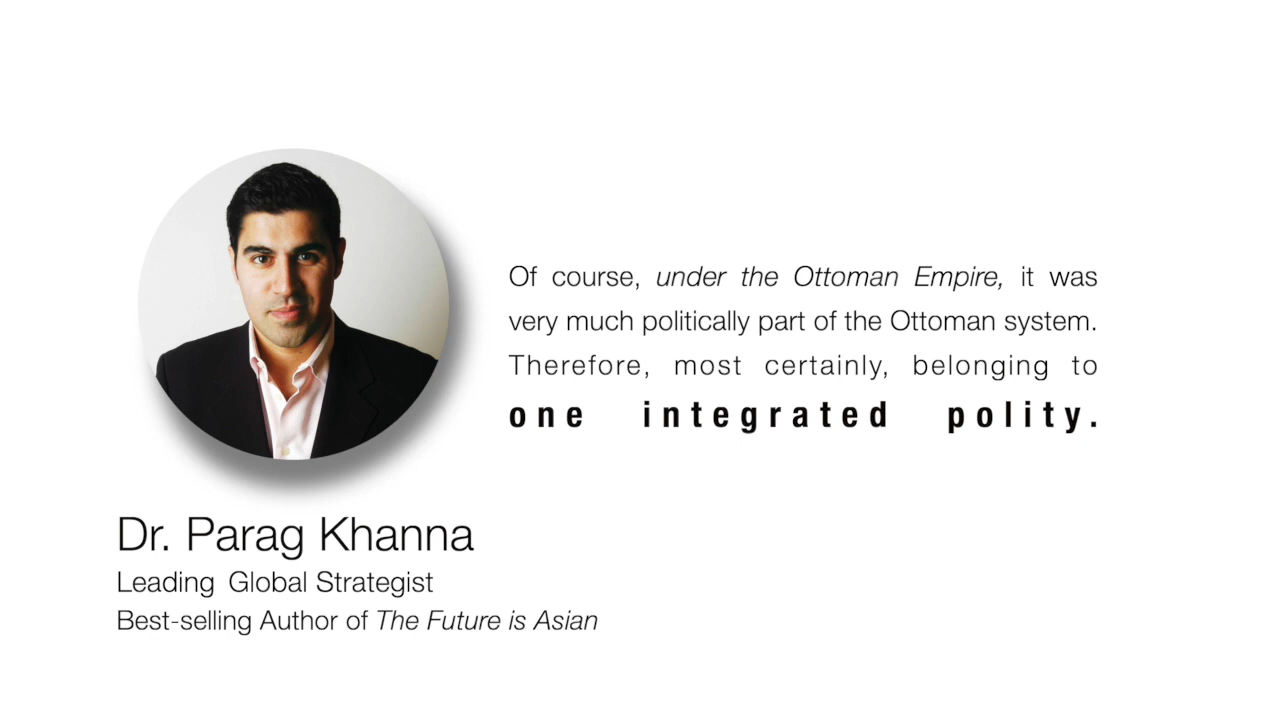 Of course, under the Ottoman Empire, it was
very much politically part of the Ottoman system.
Therefore, most certainly, belonging to
one integrated polity.
Dr. Parag Khanna
Leading Global Strategist
Best-selling Author of The Future is Asian